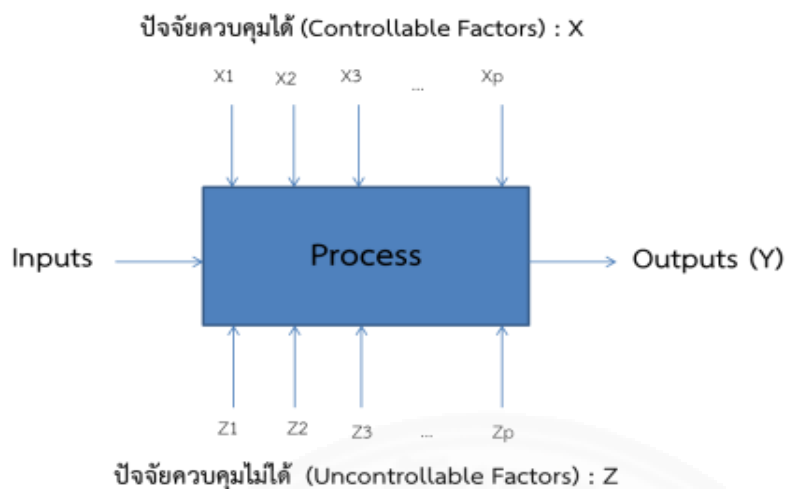 ปัจจัยควบคุมได้ (Controllable Factors) : X
X1 X2 X3 ... Xp
Inputs Process Outputs (Y)
Z1 Z2 Z3 ... Zp
ปัจจัยควบคุมไม่ได้ (Uncontrollable Factors) : Z